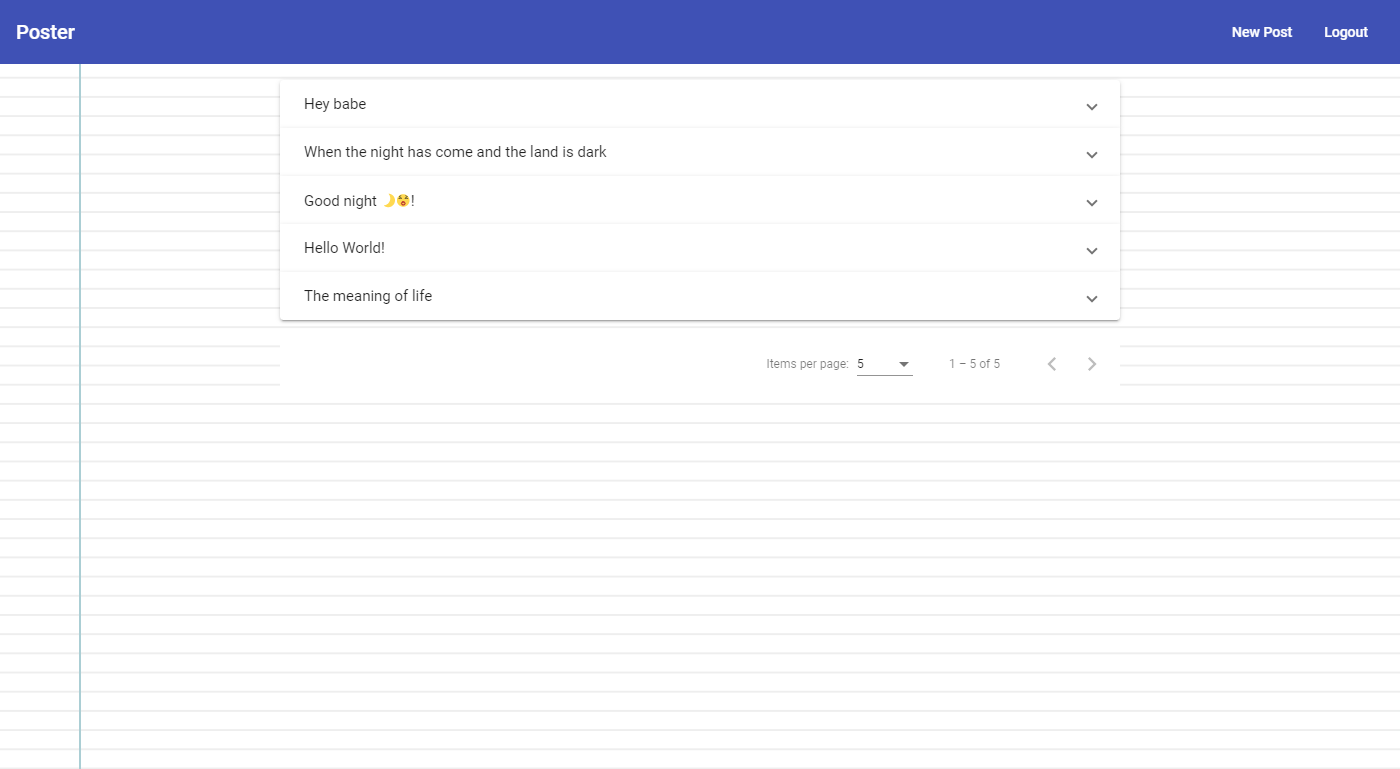 Poster
New Post Logout
Hey babe
When the night has come and the land is dark
Good night 🌛😲!
Hello World!
The meaning of life
Items per page: 5 1 – 5 of 5